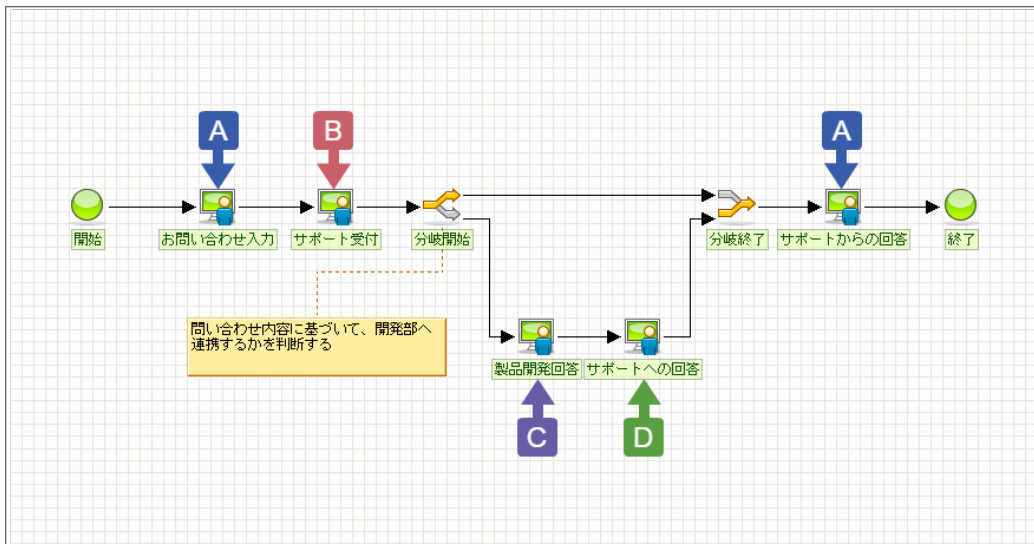 A
B
A
開始
お問い合わせ入力
サポート受付
分岐開始
分岐終了
サポートからの回答
終了
問い合わせ内容に基づいて、開発部へ
連携するかを判断する
製品開発回答
サポートへの回答
C
D